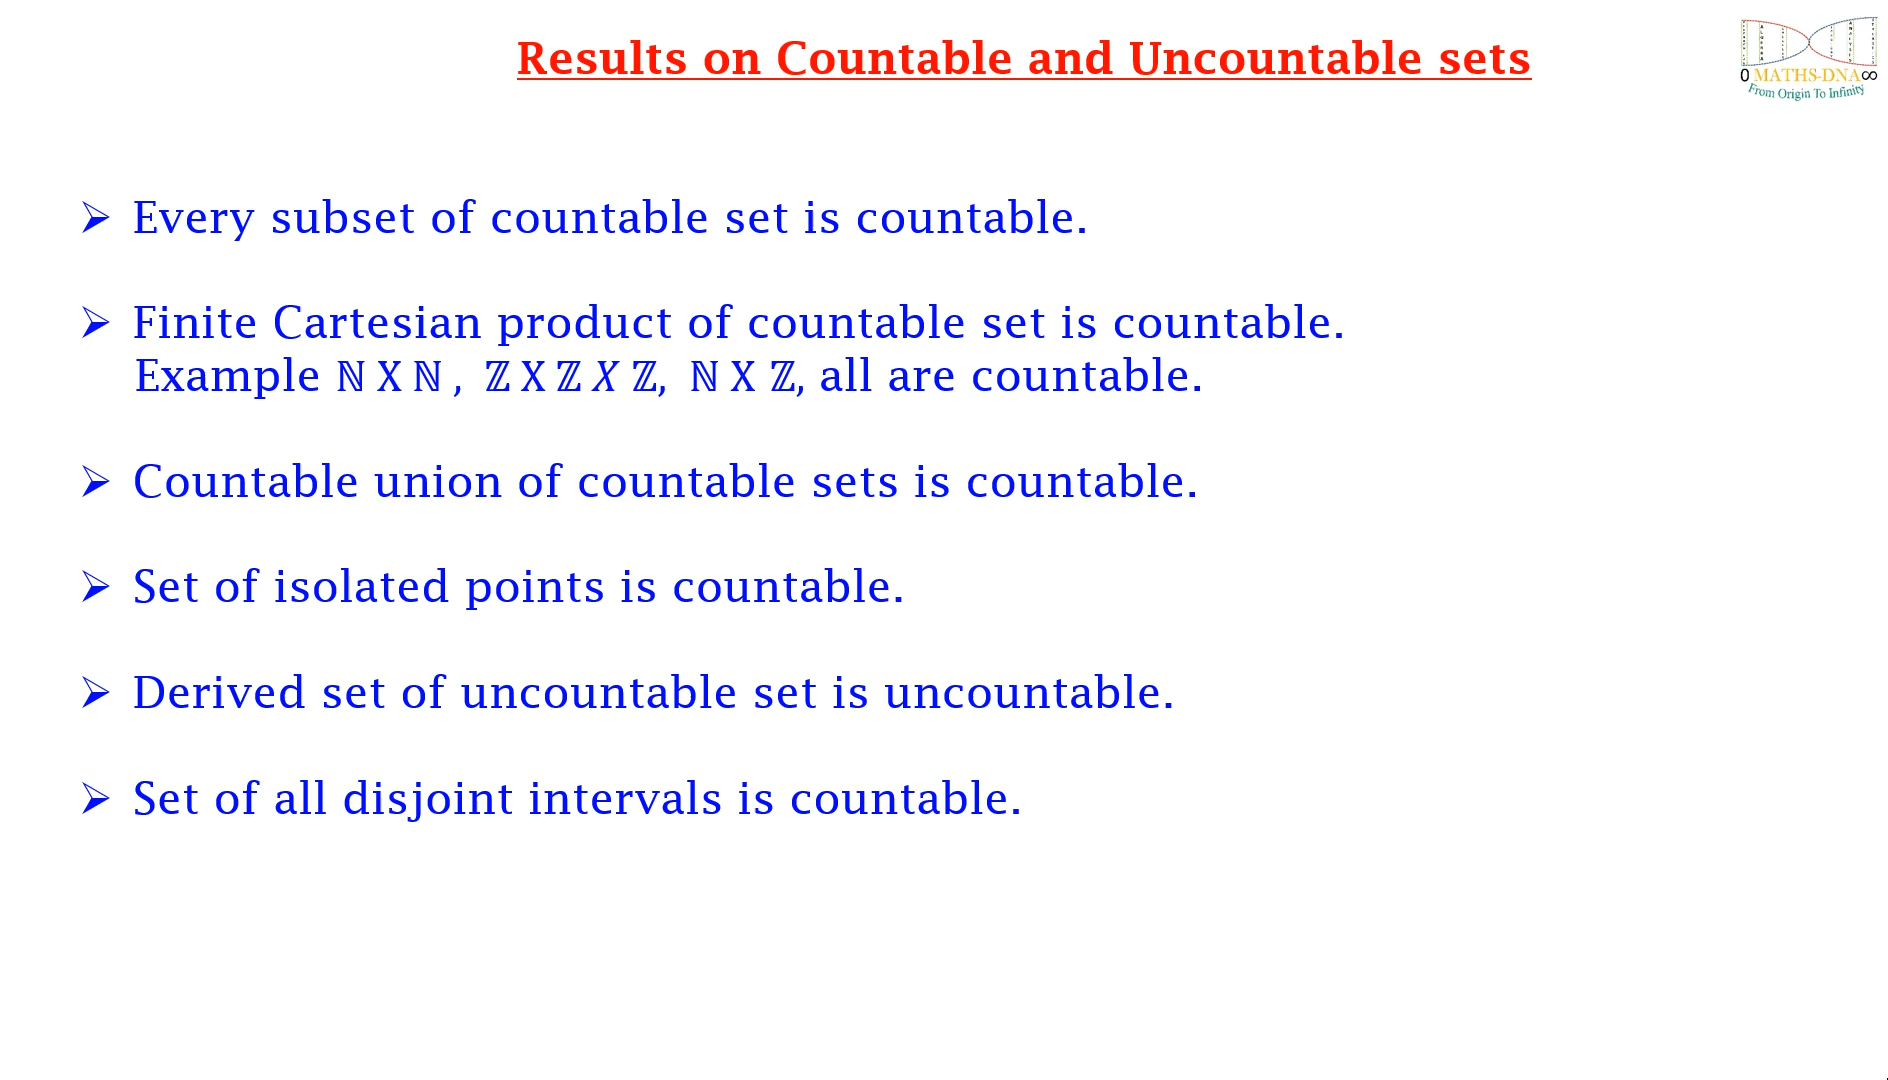 Results on Countable and Uncountable sets
0 MATHS-DNA∞
From Origin To Infinity
➢ Every subset of countable set is countable.
➢ Finite Cartesian product of countable set is countable.
Example ℕ X ℕ , ℤ X ℤ X ℤ, ℕ X ℤ, all are countable.
➢ Countable union of countable sets is countable.
➢ Set of isolated points is countable.
➢ Derived set of uncountable set is uncountable.
➢ Set of all disjoint intervals is countable.